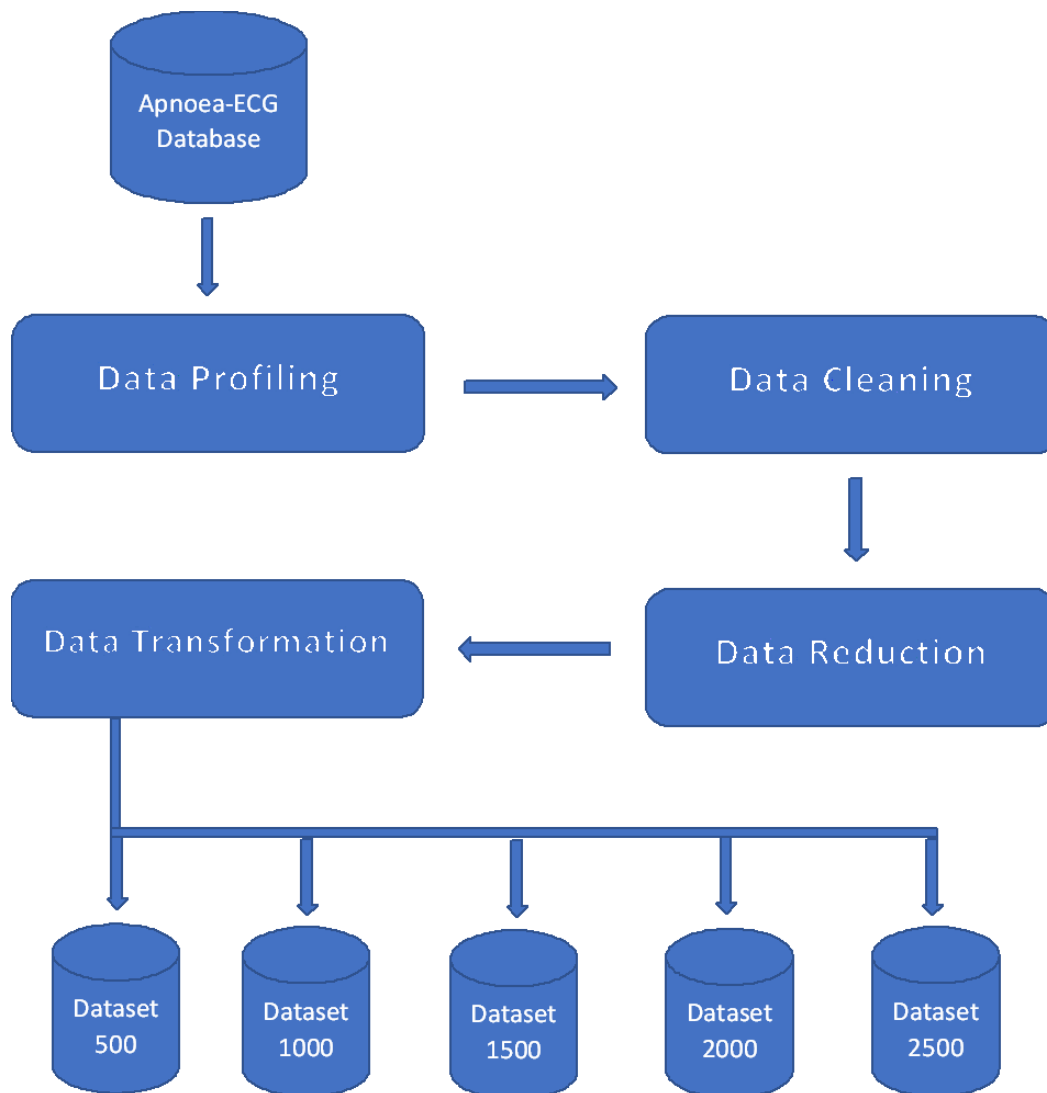 Apnoea-ECG
Database
Data Profiling
Data Cleaning
Data Transformation
Data Reduction
Dataset
500
Dataset
1000
Dataset
1500
Dataset
2000
Dataset
2500